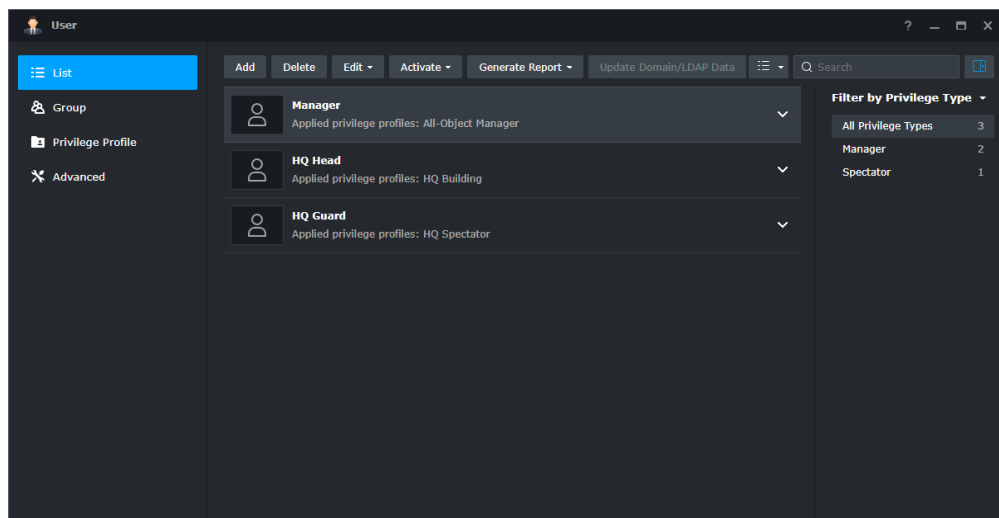 User
?
List
Group
Privilege Profile
Advanced
Add Delete Edit Activate Generate Report Update Domain/LDAP Data Search
Manager
Applied privilege profiles: All-Object Manager
HQ Head
Applied privilege profiles: HQ Building
HQ Guard
Applied privilege profiles: HQ Spectator
Filter by Privilege Type
All Privilege Types 3
Manager 2
Spectator 1